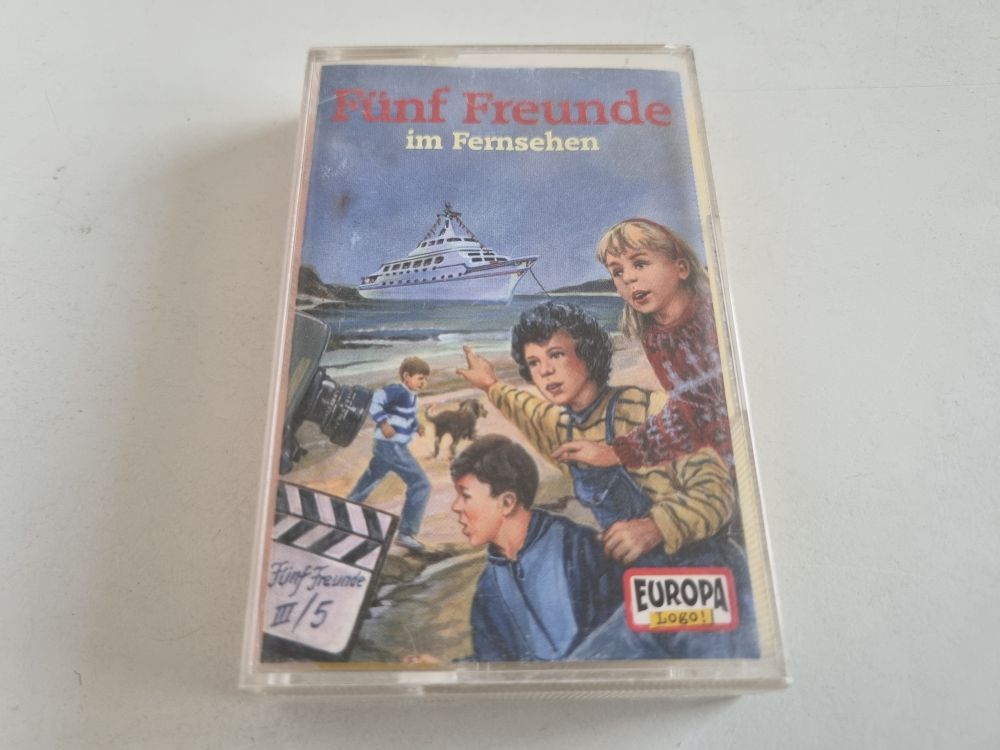 Fünf Freunde
im Fernsehen
Fünf Freunde
III/5
EUROPA
Logo!